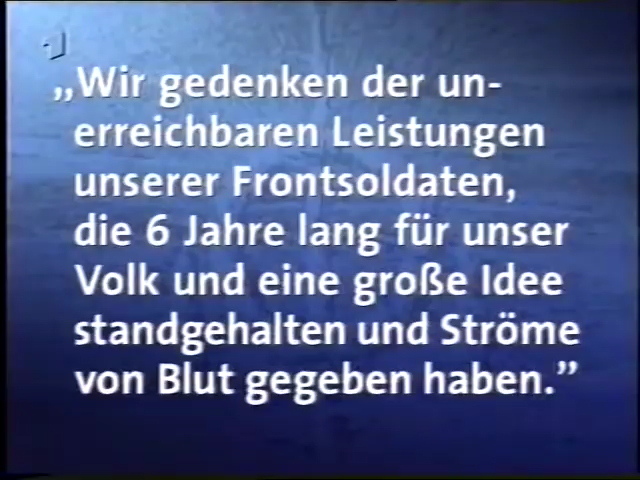 1
„Wir gedenken der un-
erreichbaren Leistungen
unserer Frontsoldaten,
die 6 Jahre lang für unser
Volk und eine große Idee
standgehalten und Ströme
von Blut gegeben haben.”